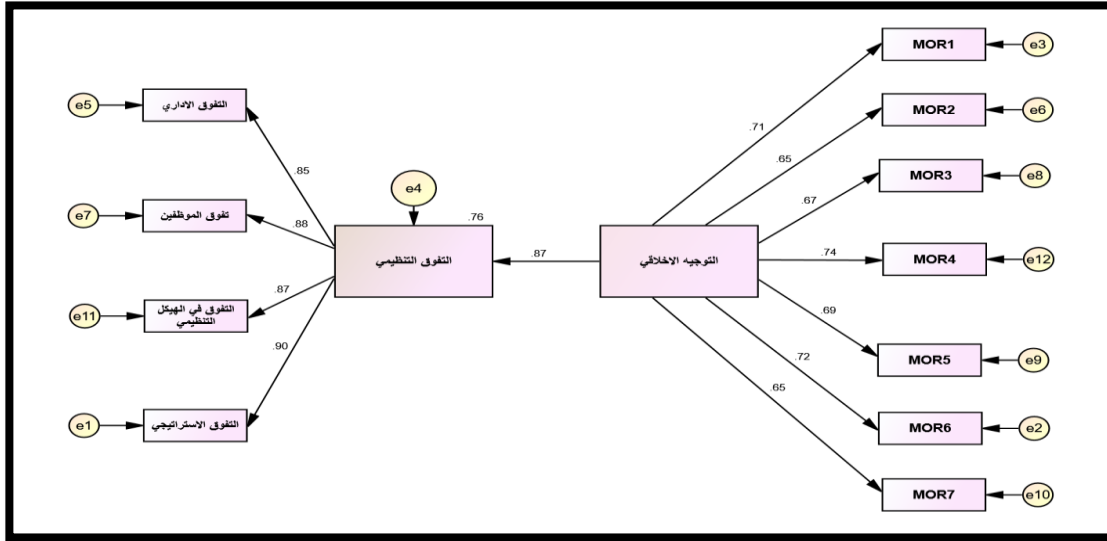 MOR1
e3
.71
MOR2
e6
.65
MOR3
e8
.67
MOR4
e12
.74
MOR5
e9
.69
MOR6
e2
.72
MOR7
e10
.65
التوجيه الاخلاقي
.87
e4
.76
التفوق التنظيمي
e5
التفوق الاداري
.85
e7
تفوق الموظفين
.88
e11
التفوق في الهيكل
التنظيمي
.87
e1
التفوق الاستراتيجي
.90